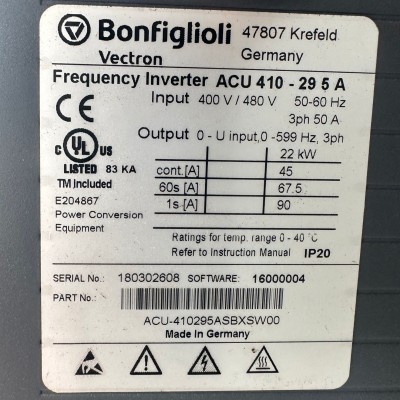 Bonfiglioli 47807 Krefeld
Vectron Germany
Frequency Inverter ACU 410 - 29 5 A
CE Input 400 V / 480 V 50-60 Hz
3ph 50 A
Output 0 - U input,0 -599 Hz, 3ph
22 kW
C UL US
LISTED 83 KA
TM Included
cont.[A] 45
60s [A] 67.5
1s [A] 90
E204867
Power Conversion
Equipment
Ratings for temp. range 0 - 40 °C
Refer to Instruction Manual IP20
SERIAL No.: 180302608 SOFTWARE: 16000004
PART No.:
ACU-410295ASBXSW00
Made in Germany